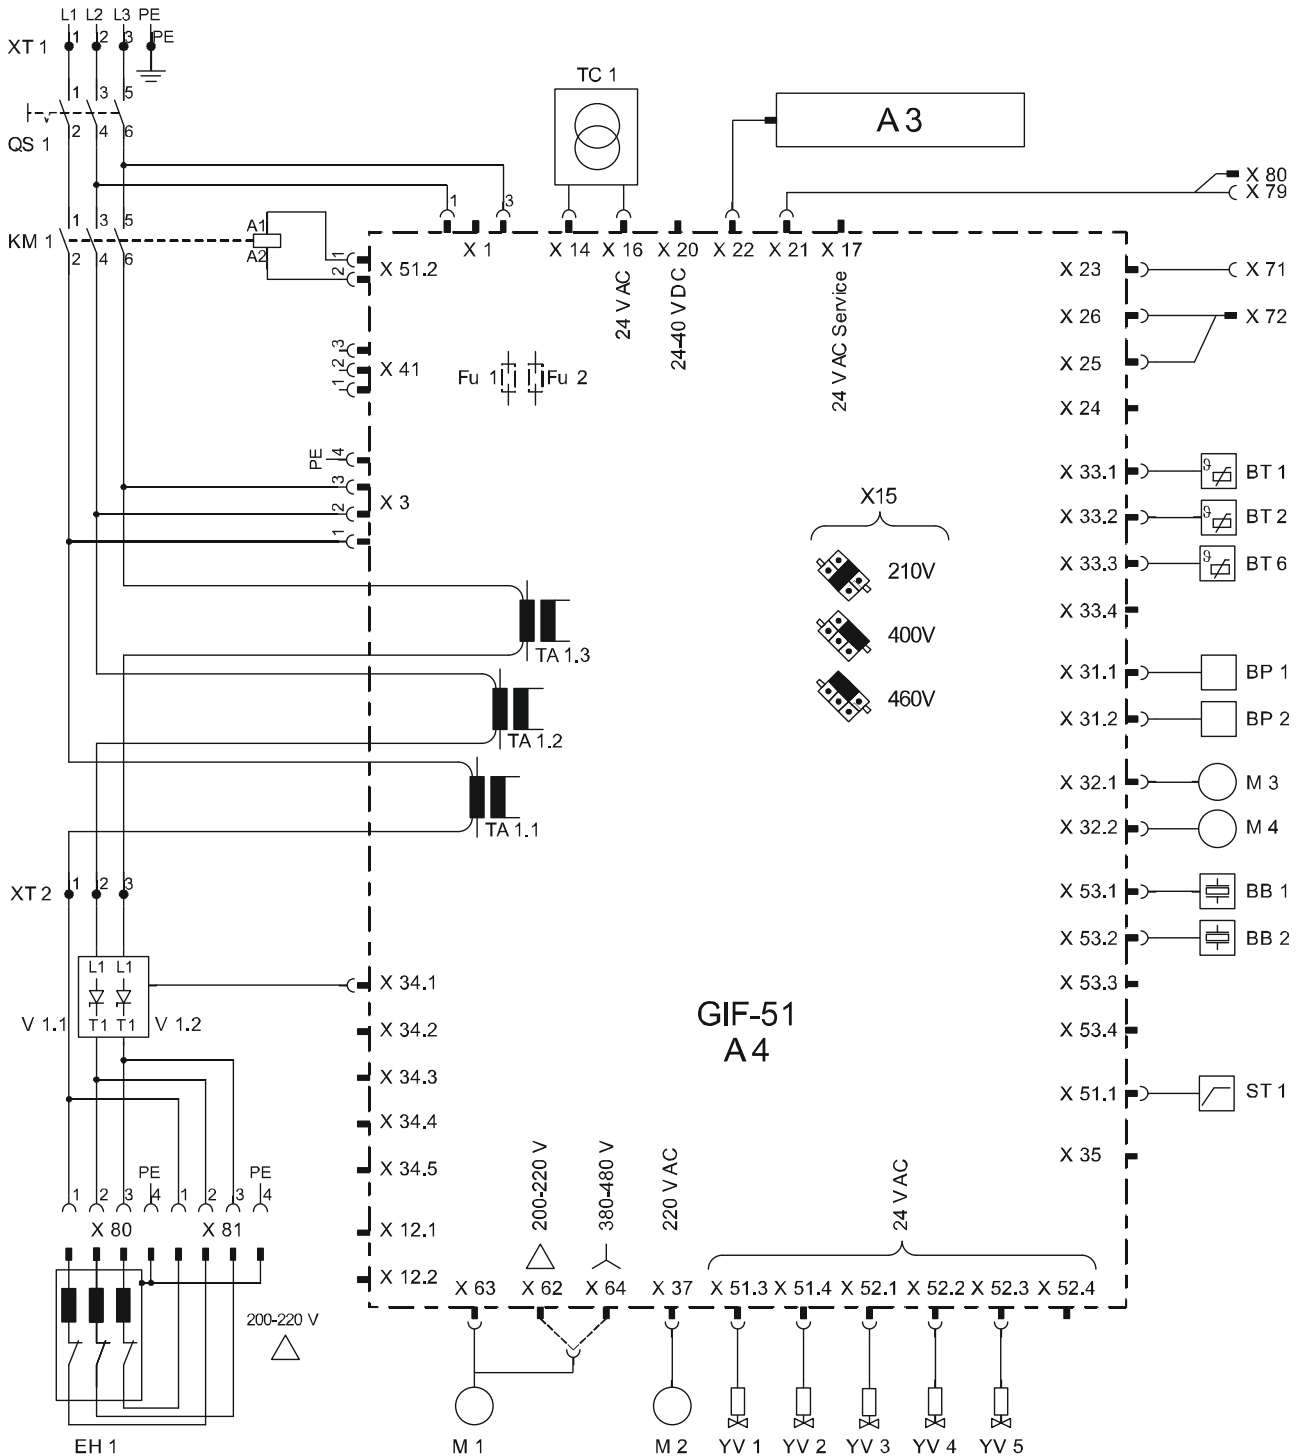 L1 L2 L3 PE
XT 1
1 2 3 PE
1 3 5
QS 1
2 4 6
TC 1
A 3
X 80
X 79
1 3
1 3 5
KM 1
2 4 6
A1
A2
1
2
X 51.2
X 1
X 14
X 16
X 20
X 22
X 21
X 17
24 V AC
24-40 V DC
24 V AC Service
X 23
X 71
X 26
X 72
X 25
X 24
3
2
1
X 41
Fu 1
Fu 2
PE
4
3
2
1
X 3
X 33.1
BT 1
X15
X 33.2
BT 2
210V
X 33.3
BT 6
X 33.4
400V
TA 1.3
460V
X 31.1
BP 1
X 31.2
BP 2
TA 1.2
X 32.1
M 3
TA 1.1
X 32.2
M 4
XT 2
1 2 3
X 53.1
BB 1
X 53.2
BB 2
L1 L1
X 34.1
X 53.3
V 1.1
T1 T1
V 1.2
X 34.2
GIF-51
A 4
X 53.4
X 34.3
X 51.1
ST 1
X 34.4
X 34.5
X 35
1 2 3
PE
4
1 2 3
PE
4
X 80
X 81
X 12.1
X 12.2
200-220 V
380-480 V
220 V AC
24 V AC
X 63
X 62
X 64
X 37
X 51.3
X 51.4
X 52.1
X 52.2
X 52.3
X 52.4
200-220 V
EH 1
M 1
M 2
YV 1
YV 2
YV 3
YV 4
YV 5